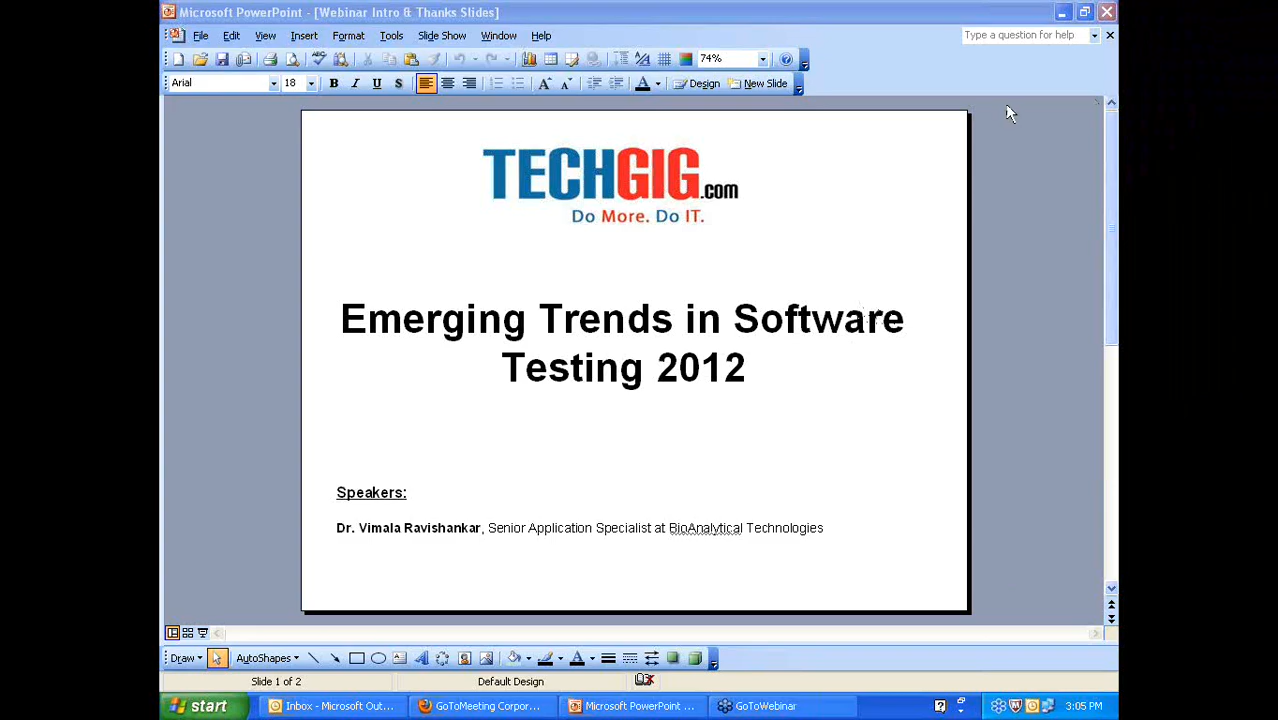 Microsoft PowerPoint - [Webinar Intro & Thanks Slides]
File Edit View Insert Format Tools Slide Show Window Help
Type a question for help
74%
Arial 18 B I U S A Design New Slide
TECHGIG.com
Do More. Do IT.
Emerging Trends in Software
Testing 2012
Speakers:
Dr. Vimala Ravishankar, Senior Application Specialist at BioAnalytical Technologies
Draw AutoShapes A
Slide 1 of 2 Default Design
start Inbox - Microsoft Out... GoToMeeting Corpor... Microsoft PowerPoint ... GoToWebinar 3:05 PM